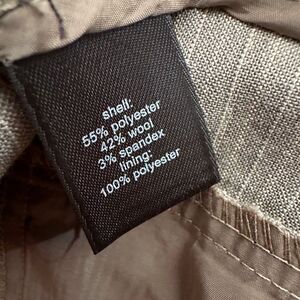 shell:
55% polyester
42% wool
3% spandex
lining:
100% polyester